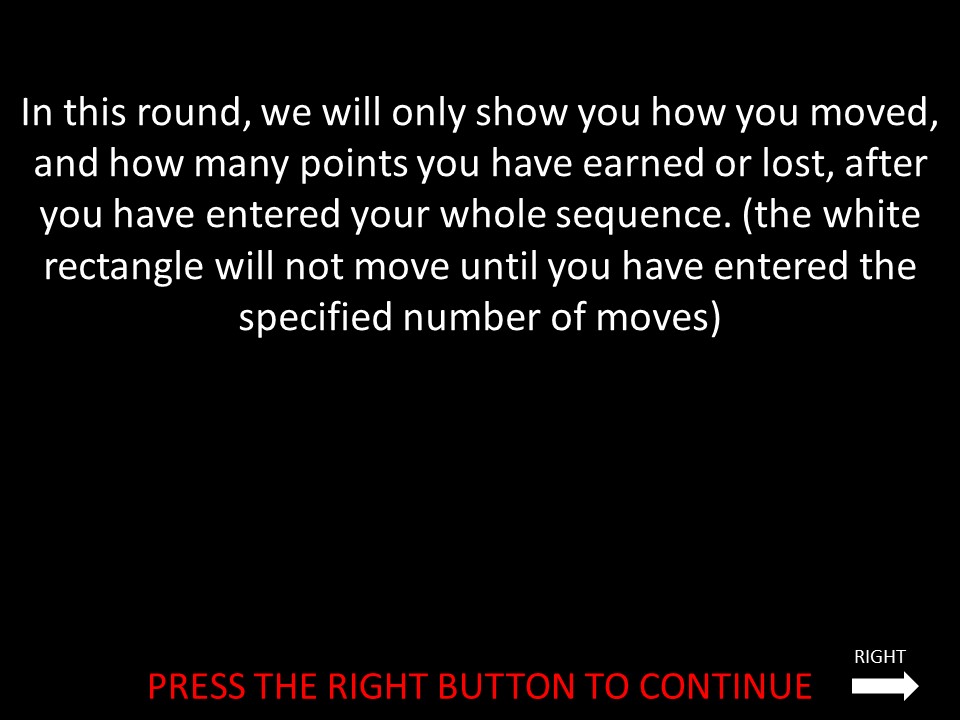 In this round, we will only show you how you moved,
and how many points you have earned or lost, after
you have entered your whole sequence. (the white
rectangle will not move until you have entered the
specified number of moves)
RIGHT
PRESS THE RIGHT BUTTON TO CONTINUE